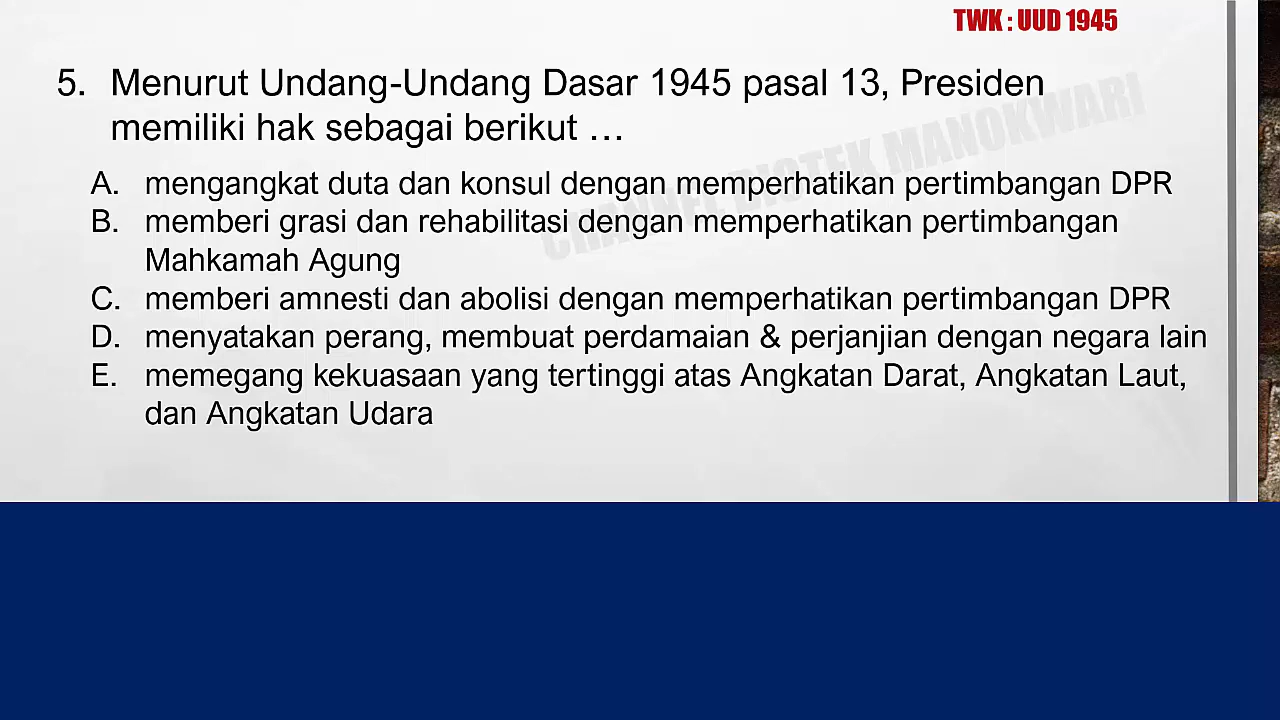 TWK : UUD 1945
5. Menurut Undang-Undang Dasar 1945 pasal 13, Presiden
memiliki hak sebagai berikut …
CHANNEL BIOTEK MANOKWARI
A. mengangkat duta dan konsul dengan memperhatikan pertimbangan DPR
B. memberi grasi dan rehabilitasi dengan memperhatikan pertimbangan
Mahkamah Agung
C. memberi amnesti dan abolisi dengan memperhatikan pertimbangan DPR
D. menyatakan perang, membuat perdamaian & perjanjian dengan negara lain
E. memegang kekuasaan yang tertinggi atas Angkatan Darat, Angkatan Laut,
dan Angkatan Udara